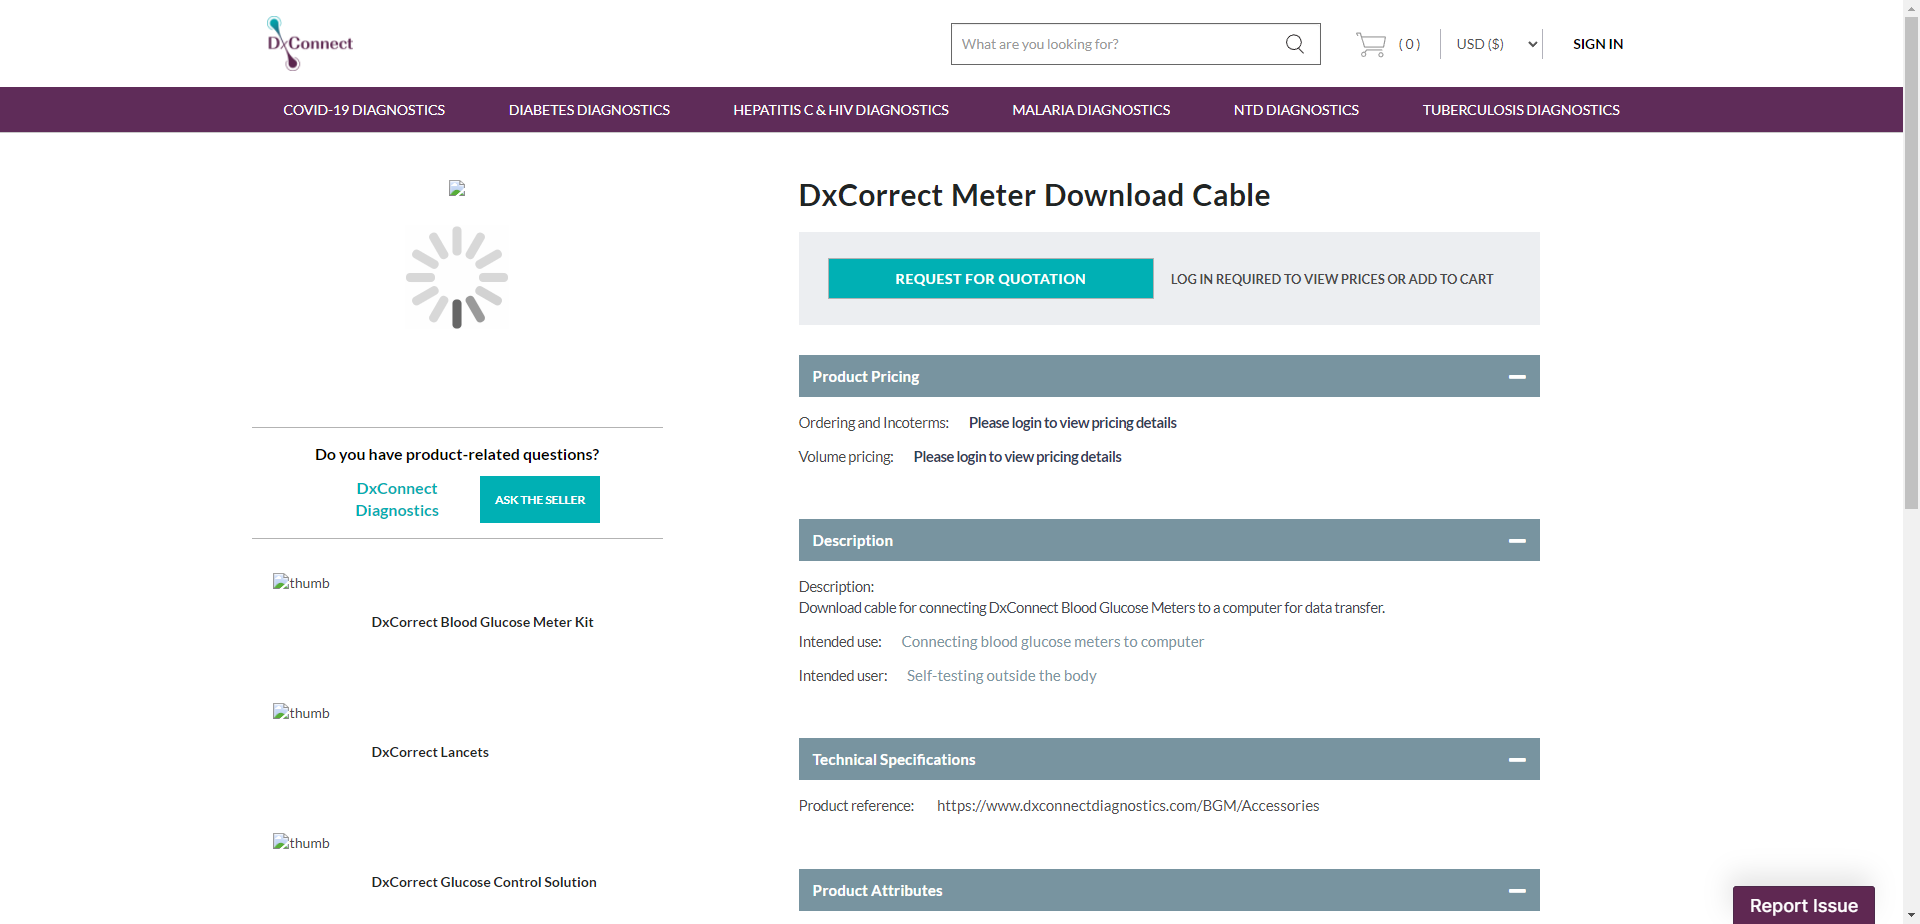 DxConnect
What are you looking for?
( 0 )
USD ($)
SIGN IN
COVID-19 DIAGNOSTICS
DIABETES DIAGNOSTICS
HEPATITIS C & HIV DIAGNOSTICS
MALARIA DIAGNOSTICS
NTD DIAGNOSTICS
TUBERCULOSIS DIAGNOSTICS
DxCorrect Meter Download Cable
REQUEST FOR QUOTATION
LOG IN REQUIRED TO VIEW PRICES OR ADD TO CART
Product Pricing
Ordering and Incoterms: Please login to view pricing details
Volume pricing: Please login to view pricing details
Do you have product-related questions?
DxConnect
Diagnostics
ASK THE SELLER
thumb
DxCorrect Blood Glucose Meter Kit
thumb
DxCorrect Lancets
thumb
DxCorrect Glucose Control Solution
Description
Description:
Download cable for connecting DxConnect Blood Glucose Meters to a computer for data transfer.
Intended use: Connecting blood glucose meters to computer
Intended user: Self-testing outside the body
Technical Specifications
Product reference: https://www.dxconnectdiagnostics.com/BGM/Accessories
Product Attributes
Report Issue